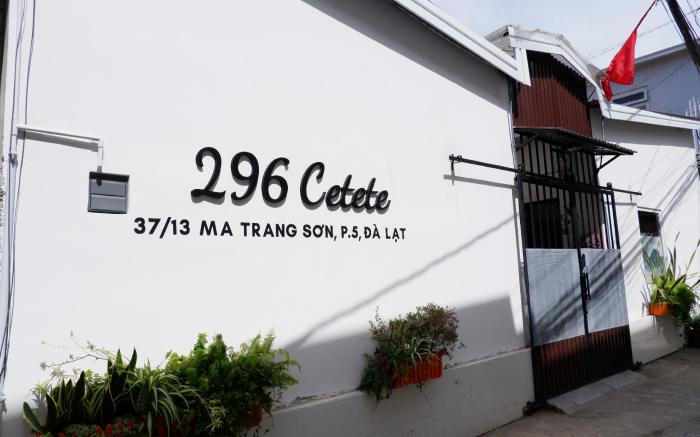 296 Cetete
37/13 MA TRANG SƠN, P.5, ĐÀ LẠT